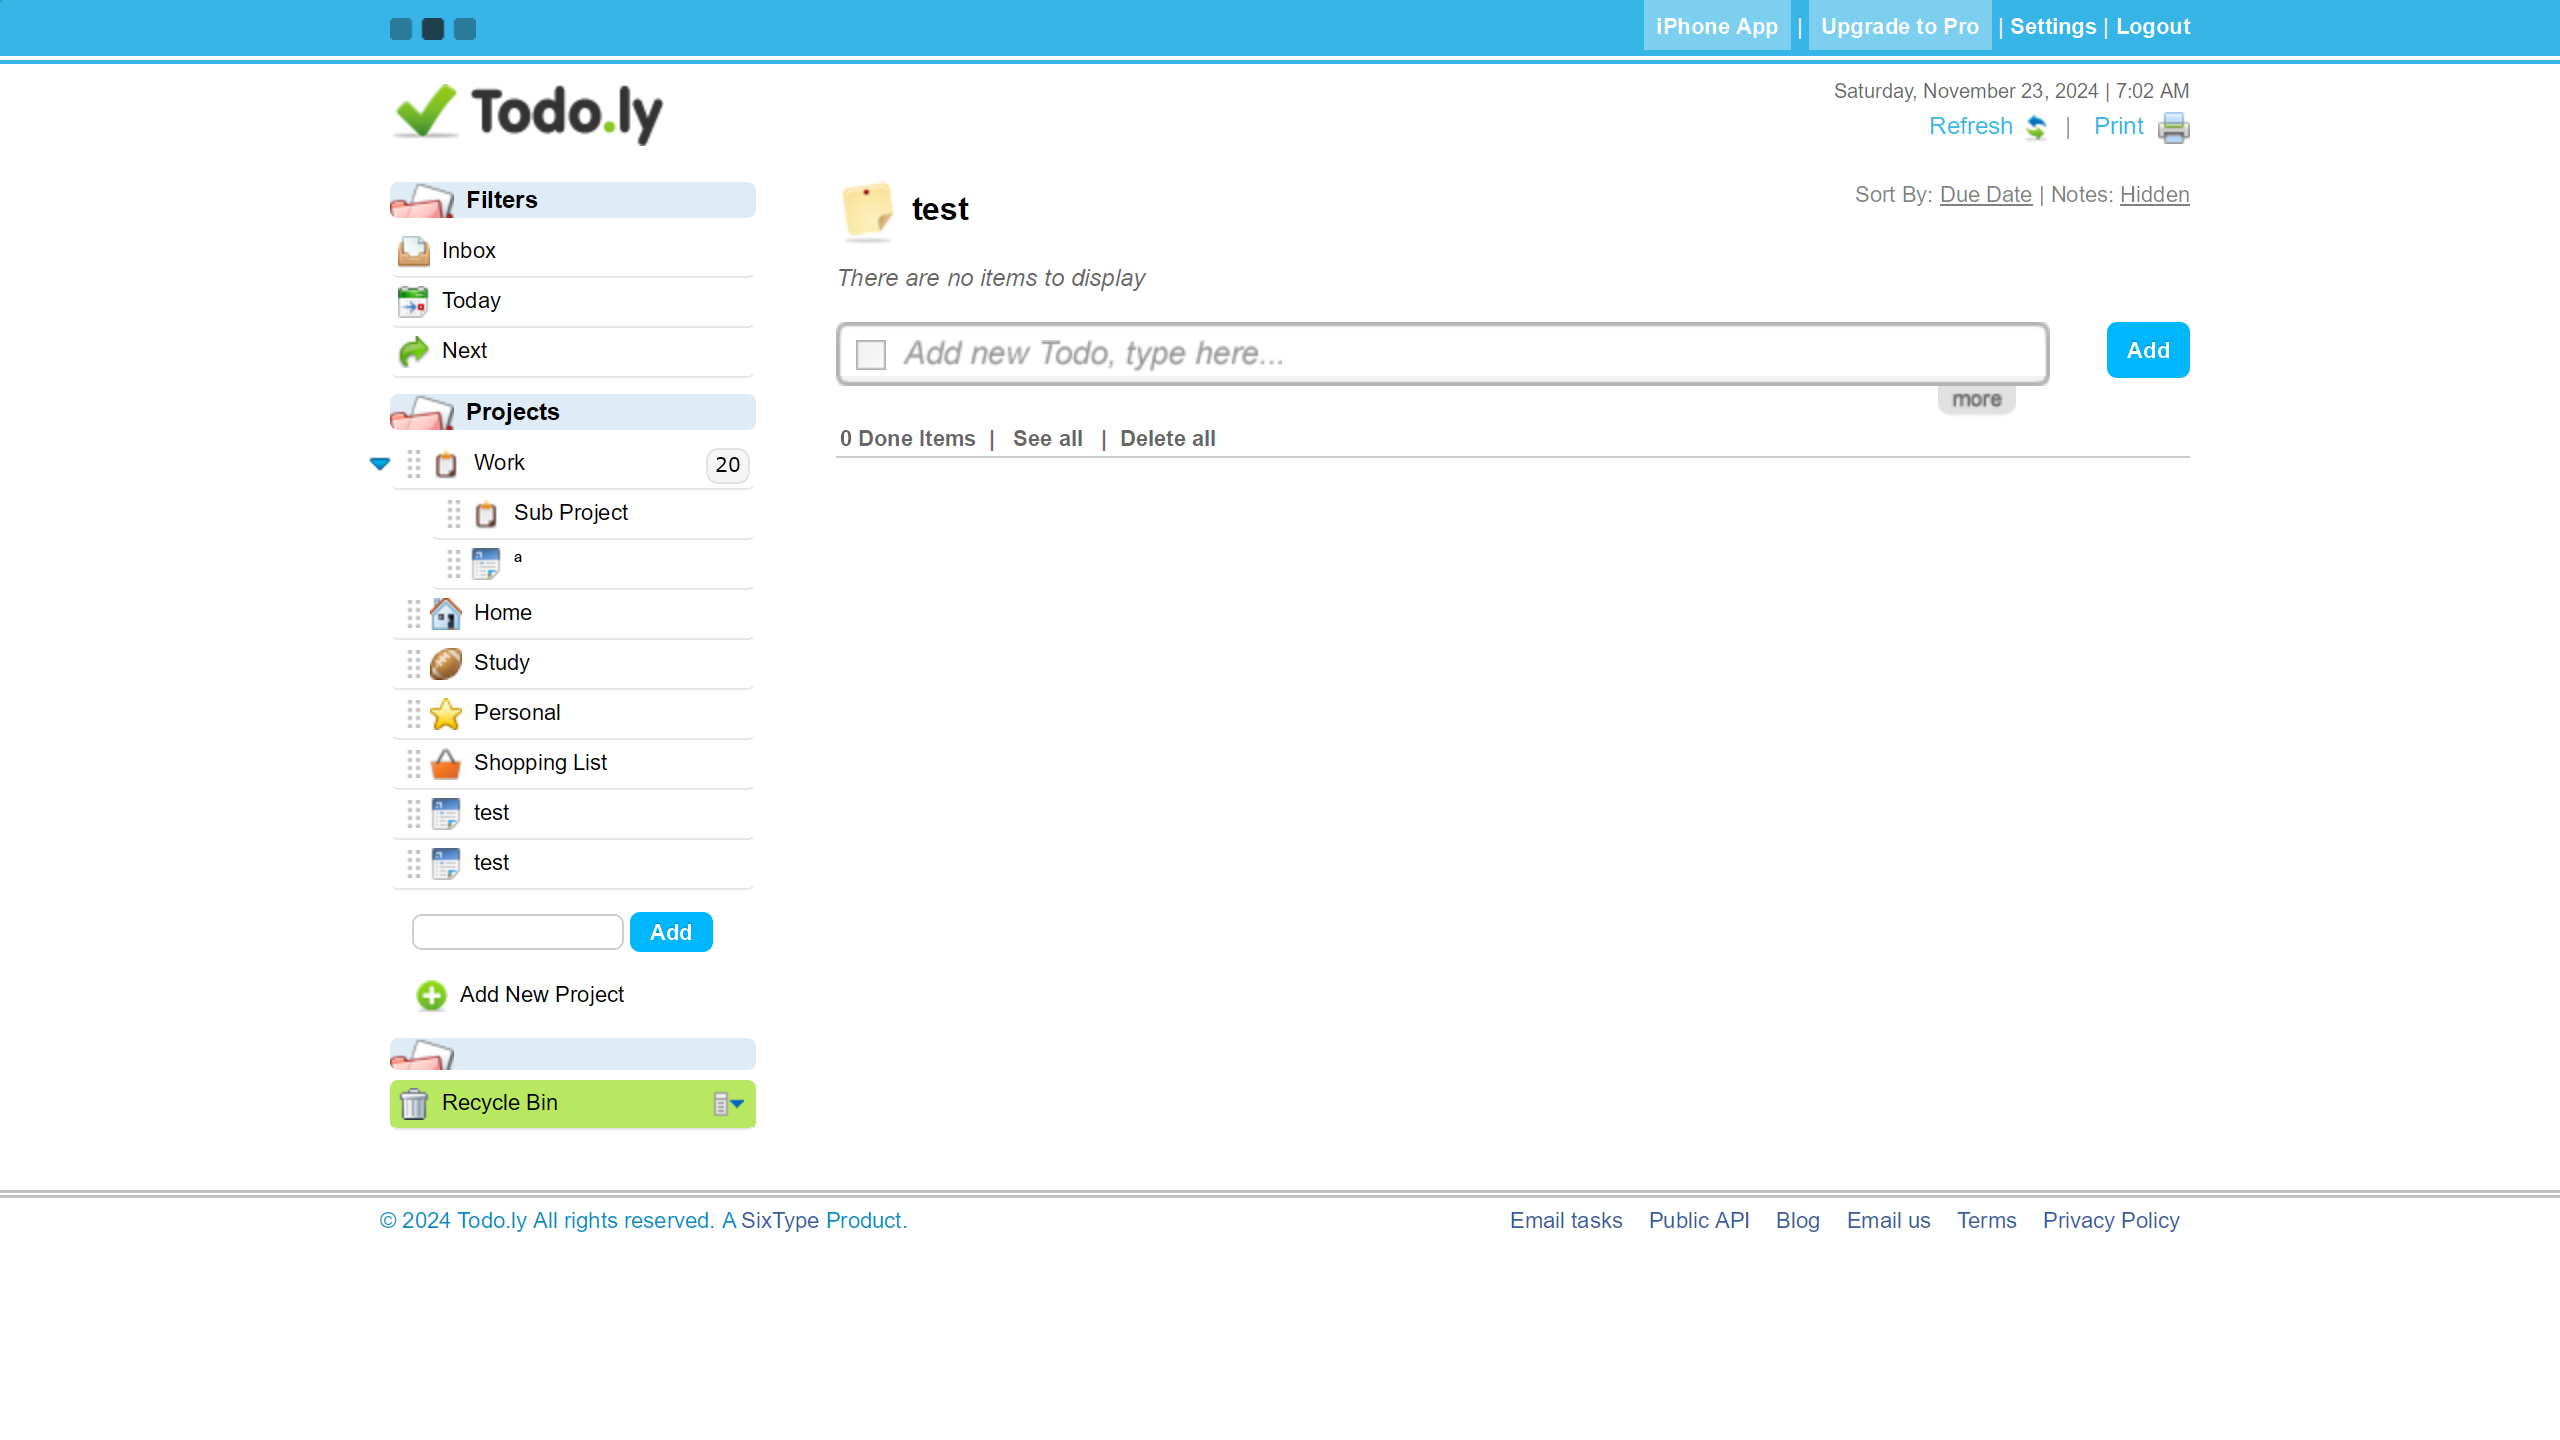 iPhone App | Upgrade to Pro | Settings | Logout
Todo.ly
Saturday, November 23, 2024 | 7:02 AM
Refresh | Print
Filters
Inbox
Today
Next
Projects
Work 20
Sub Project
a
Home
Study
Personal
Shopping List
test
test
Add
Add New Project
Recycle Bin
test
Sort By: Due Date | Notes: Hidden
There are no items to display
Add new Todo, type here...
Add
more
0 Done Items | See all | Delete all
© 2024 Todo.ly All rights reserved. A SixType Product.
Email tasks Public API Blog Email us Terms Privacy Policy